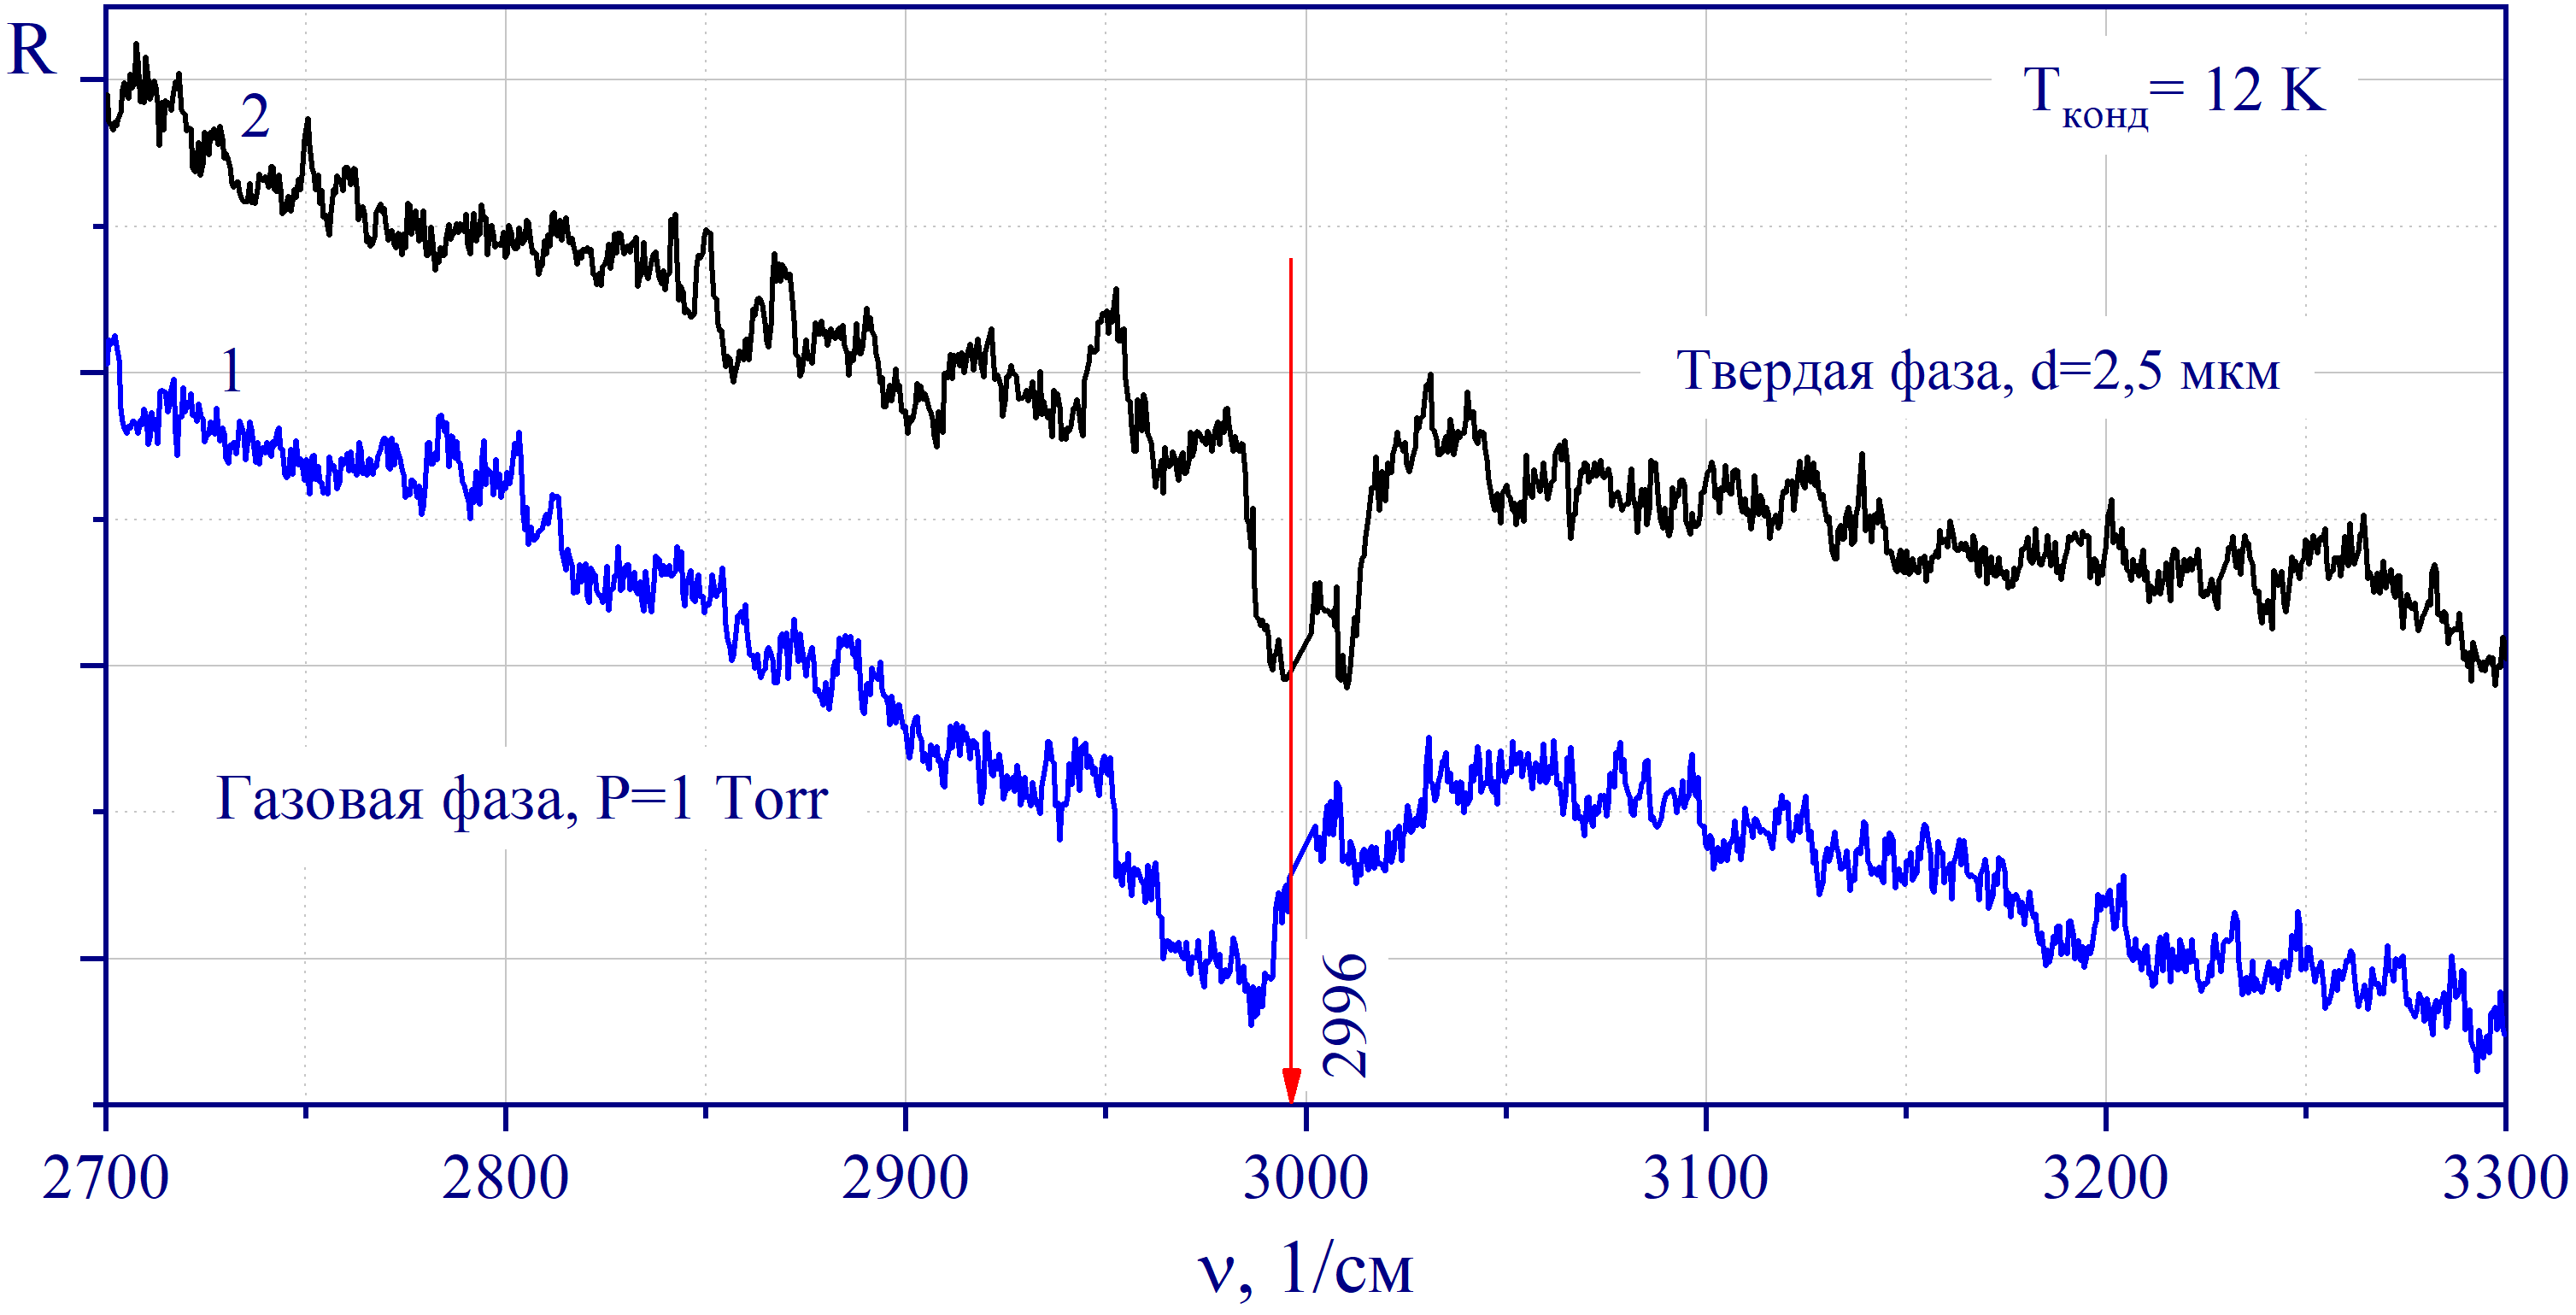 R
2
T конд = 12 K
1
Твердая фаза, d=2,5 мкм
Газовая фаза, P=1 Torr
2996
2700 2800 2900 3000 3100 3200 3300
ν, 1/см